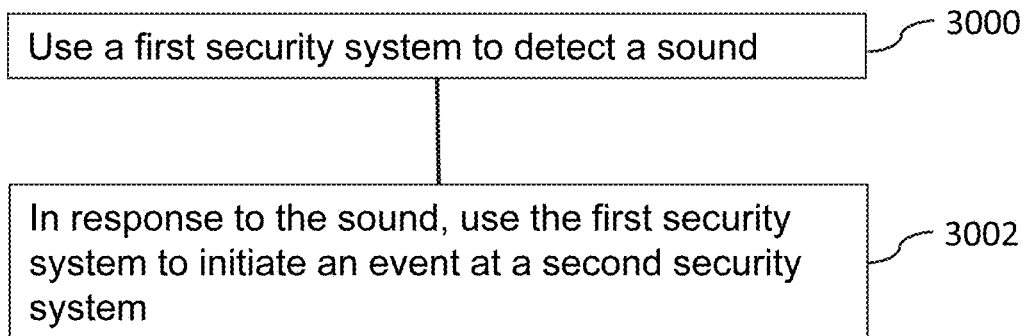 Use a first security system to detect a sound
3000
In response to the sound, use the first security
system to initiate an event at a second security
system
3002